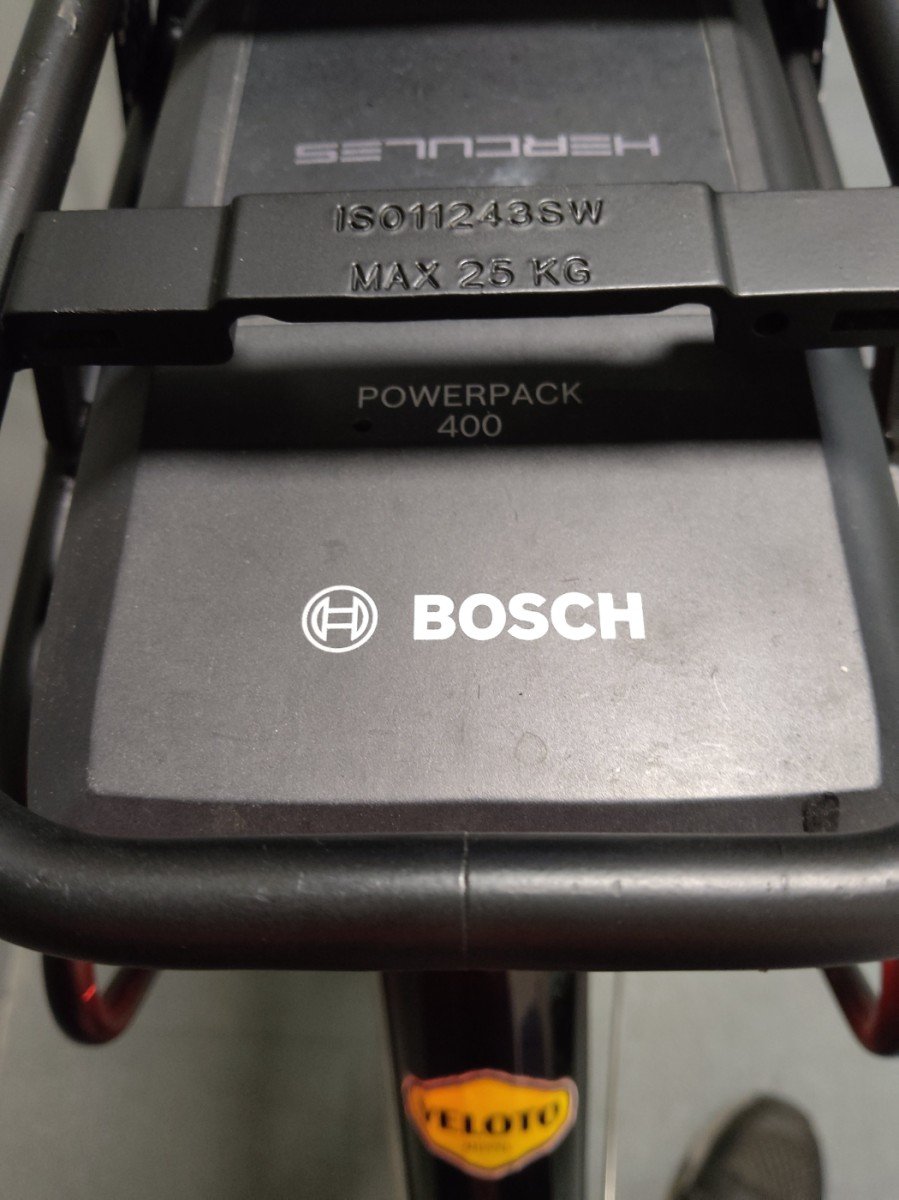 HERCULES
ISO11243SW
MAX 25 KG
POWERPACK
400
BOSCH
VELOTO